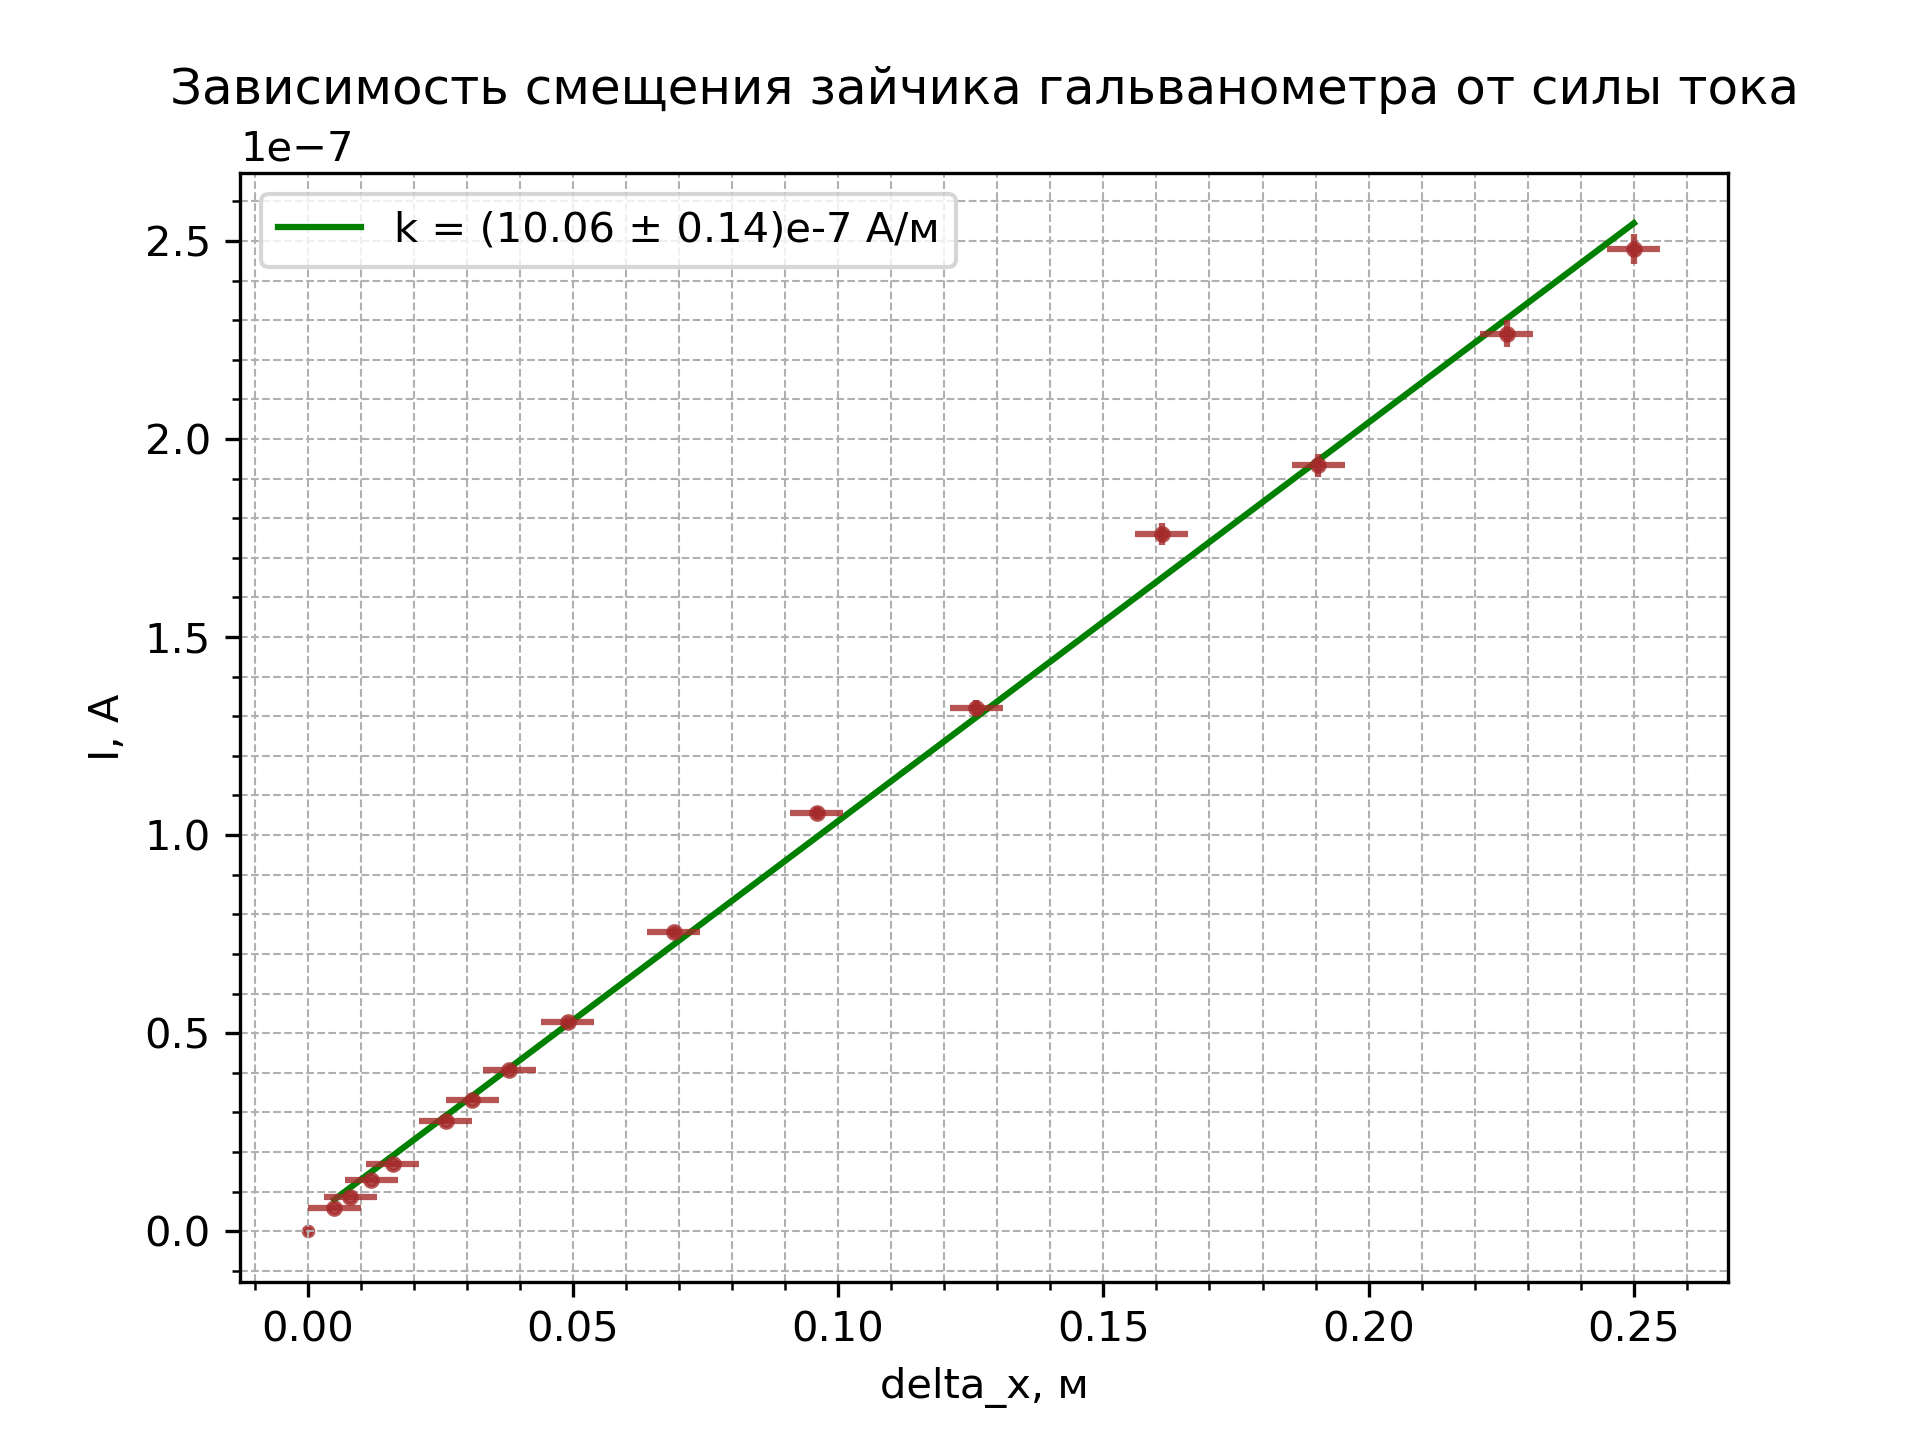 Зависимость смещения зайчика гальванометра от силы тока
1e−7
k = (10.06 ± 0.14)e-7 А/м
2.5
2.0
1.5
1.0
0.5
0.0
I, А
0.00 0.05 0.10 0.15 0.20 0.25
delta_x, м